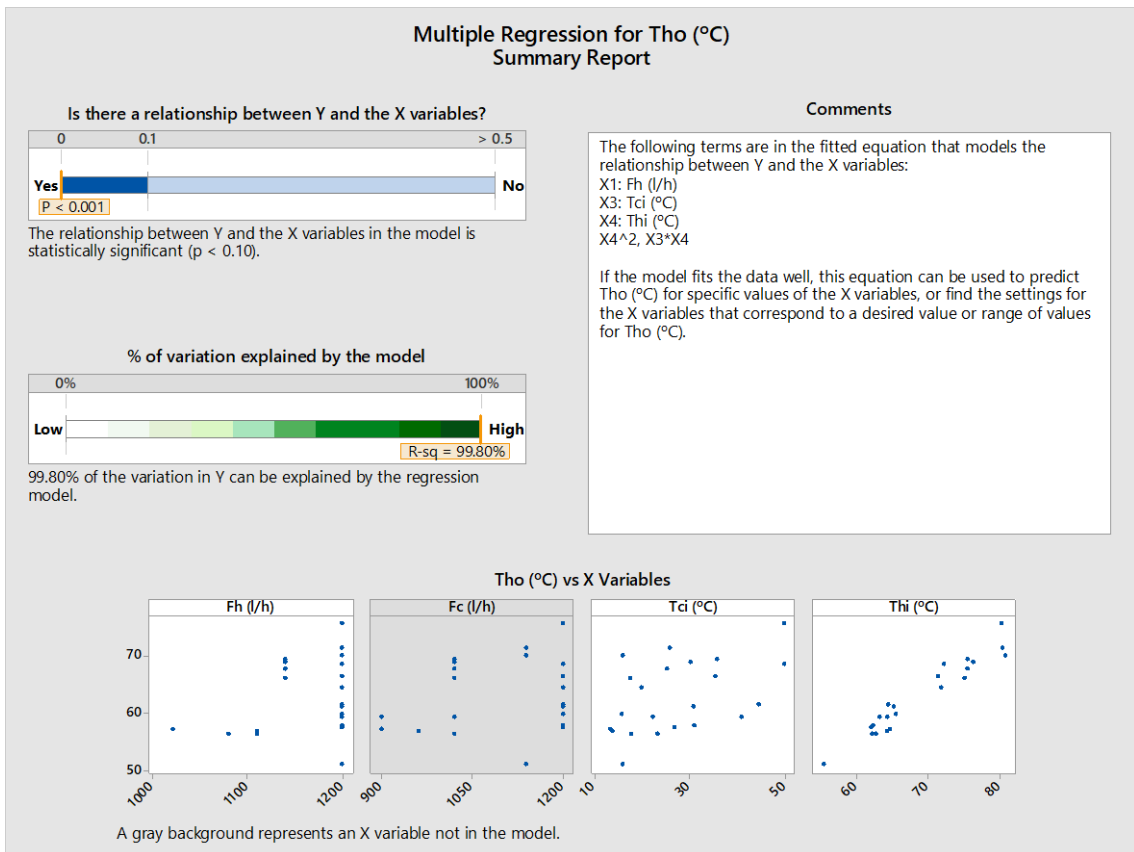 Multiple Regression for Tho (ºC)
Summary Report
Is there a relationship between Y and the X variables?
0 0.1 > 0.5
Yes No
P < 0.001
The relationship between Y and the X variables in the model is
statistically significant (p < 0.10).
% of variation explained by the model
0% 100%
Low High
R-sq = 99.80%
99.80% of the variation in Y can be explained by the regression
model.
Comments
The following terms are in the fitted equation that models the
relationship between Y and the X variables:
X1: Fh (l/h)
X3: Tci (ºC)
X4: Thi (ºC)
X4^2, X3*X4
If the model fits the data well, this equation can be used to predict
Tho (ºC) for specific values of the X variables, or find the settings for
the X variables that correspond to a desired value or range of values
for Tho (ºC).
Tho (ºC) vs X Variables
Fh (l/h) Fc (l/h) Tci (ºC) Thi (ºC)
70
60
50
1000 1100 1200 900 1050 1200 10 30 50 60 70 80
A gray background represents an X variable not in the model.